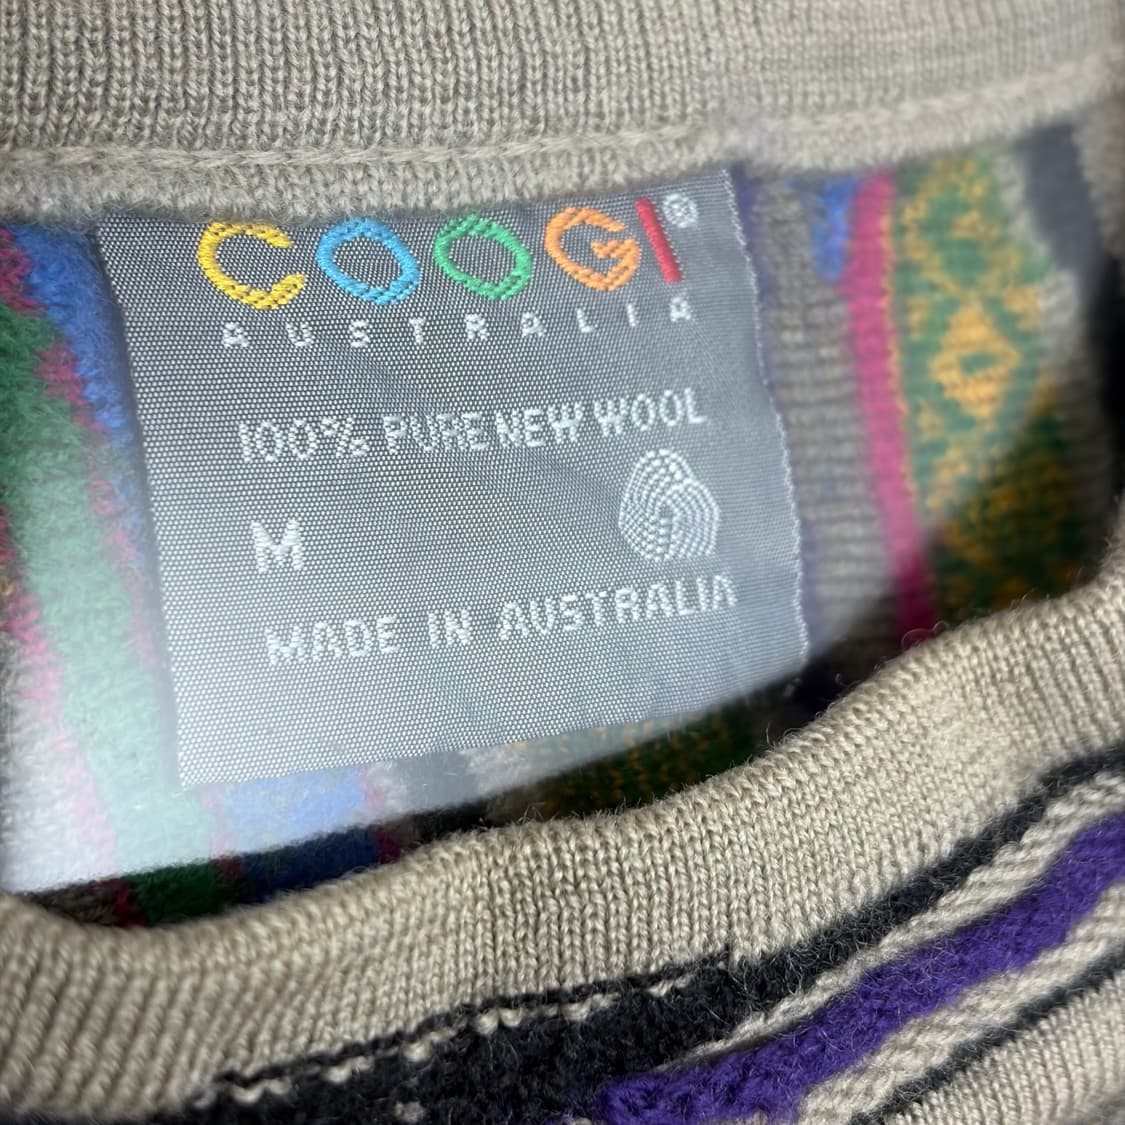 COOGI®
AUSTRALIA
100% PURE NEW WOOL
M
MADE IN AUSTRALIA